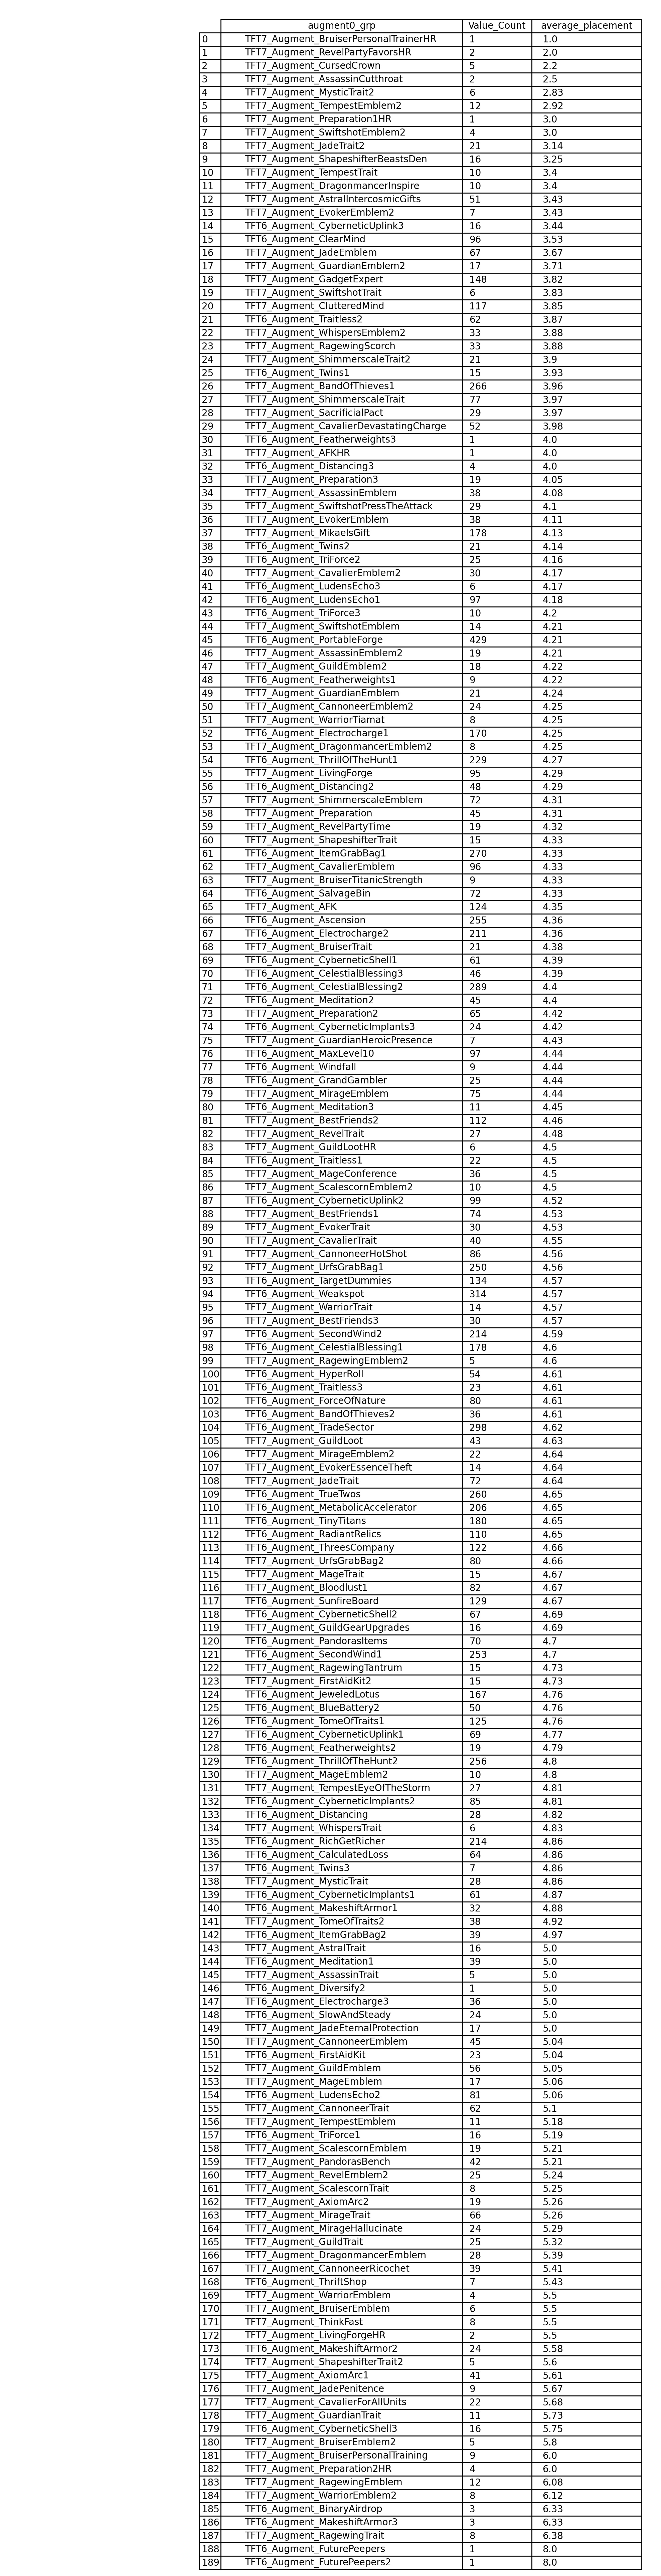 augment0_grp Value_Count average_placement
0 TFT7_Augment_BruiserPersonalTrainerHR 1 1.0
1 TFT7_Augment_RevelPartyFavorsHR 2 2.0
2 TFT7_Augment_CursedCrown 5 2.2
3 TFT7_Augment_AssassinCutthroat 2 2.5
4 TFT7_Augment_MysticTrait2 6 2.83
5 TFT7_Augment_TempestEmblem2 12 2.92
6 TFT7_Augment_Preparation1HR 1 3.0
7 TFT7_Augment_SwiftshotEmblem2 4 3.0
8 TFT7_Augment_JadeTrait2 21 3.14
9 TFT7_Augment_ShapeshifterBeastsDen 16 3.25
10 TFT7_Augment_TempestTrait 10 3.4
11 TFT7_Augment_DragonmancerInspire 10 3.4
12 TFT7_Augment_AstralIntercosmicGifts 51 3.43
13 TFT7_Augment_EvokerEmblem2 7 3.43
14 TFT6_Augment_CyberneticUplink3 16 3.44
15 TFT6_Augment_ClearMind 96 3.53
16 TFT7_Augment_JadeEmblem 67 3.67
17 TFT7_Augment_GuardianEmblem2 17 3.71
18 TFT7_Augment_GadgetExpert 148 3.82
19 TFT7_Augment_SwiftshotTrait 6 3.83
20 TFT7_Augment_ClutteredMind 117 3.85
21 TFT6_Augment_Traitless2 62 3.87
22 TFT7_Augment_WhispersEmblem2 33 3.88
23 TFT7_Augment_RagewingScorch 33 3.88
24 TFT7_Augment_ShimmerscaleTrait2 21 3.9
25 TFT6_Augment_Twins1 15 3.93
26 TFT7_Augment_BandOfThieves1 266 3.96
27 TFT7_Augment_ShimmerscaleTrait 77 3.97
28 TFT7_Augment_SacrificialPact 29 3.97
29 TFT7_Augment_CavalierDevastatingCharge 52 3.98
30 TFT6_Augment_Featherweights3 1 4.0
31 TFT7_Augment_AFKHR 1 4.0
32 TFT6_Augment_Distancing3 4 4.0
33 TFT7_Augment_Preparation3 19 4.05
34 TFT7_Augment_AssassinEmblem 38 4.08
35 TFT7_Augment_SwiftshotPressTheAttack 29 4.1
36 TFT7_Augment_EvokerEmblem 38 4.11
37 TFT7_Augment_MikaelsGift 178 4.13
38 TFT6_Augment_Twins2 21 4.14
39 TFT6_Augment_TriForce2 25 4.16
40 TFT7_Augment_CavalierEmblem2 30 4.17
41 TFT6_Augment_LudensEcho3 6 4.17
42 TFT6_Augment_LudensEcho1 97 4.18
43 TFT6_Augment_TriForce3 10 4.2
44 TFT7_Augment_SwiftshotEmblem 14 4.21
45 TFT6_Augment_PortableForge 429 4.21
46 TFT7_Augment_AssassinEmblem2 19 4.21
47 TFT7_Augment_GuildEmblem2 18 4.22
48 TFT6_Augment_Featherweights1 9 4.22
49 TFT7_Augment_GuardianEmblem 21 4.24
50 TFT7_Augment_CannoneerEmblem2 24 4.25
51 TFT7_Augment_WarriorTiamat 8 4.25
52 TFT6_Augment_Electrocharge1 170 4.25
53 TFT7_Augment_DragonmancerEmblem2 8 4.25
54 TFT6_Augment_ThrillOfTheHunt1 229 4.27
55 TFT7_Augment_LivingForge 95 4.29
56 TFT6_Augment_Distancing2 48 4.29
57 TFT7_Augment_ShimmerscaleEmblem 72 4.31
58 TFT7_Augment_Preparation 45 4.31
59 TFT7_Augment_RevelPartyTime 19 4.32
60 TFT7_Augment_ShapeshifterTrait 15 4.33
61 TFT6_Augment_ItemGrabBag1 270 4.33
62 TFT7_Augment_CavalierEmblem 96 4.33
63 TFT7_Augment_BruiserTitanicStrength 9 4.33
64 TFT6_Augment_SalvageBin 72 4.33
65 TFT7_Augment_AFK 124 4.35
66 TFT6_Augment_Ascension 255 4.36
67 TFT6_Augment_Electrocharge2 211 4.36
68 TFT7_Augment_BruiserTrait 21 4.38
69 TFT6_Augment_CyberneticShell1 61 4.39
70 TFT6_Augment_CelestialBlessing3 46 4.39
71 TFT6_Augment_CelestialBlessing2 289 4.4
72 TFT6_Augment_Meditation2 45 4.4
73 TFT7_Augment_Preparation2 65 4.42
74 TFT6_Augment_CyberneticImplants3 24 4.42
75 TFT7_Augment_GuardianHeroicPresence 7 4.43
76 TFT6_Augment_MaxLevel10 97 4.44
77 TFT6_Augment_Windfall 9 4.44
78 TFT6_Augment_GrandGambler 25 4.44
79 TFT7_Augment_MirageEmblem 75 4.44
80 TFT6_Augment_Meditation3 11 4.45
81 TFT7_Augment_BestFriends2 112 4.46
82 TFT7_Augment_RevelTrait 27 4.48
83 TFT7_Augment_GuildLootHR 6 4.5
84 TFT6_Augment_Traitless1 22 4.5
85 TFT7_Augment_MageConference 36 4.5
86 TFT7_Augment_ScalescornEmblem2 10 4.5
87 TFT6_Augment_CyberneticUplink2 99 4.52
88 TFT7_Augment_BestFriends1 74 4.53
89 TFT7_Augment_EvokerTrait 30 4.53
90 TFT7_Augment_CavalierTrait 40 4.55
91 TFT7_Augment_CannoneerHotShot 86 4.56
92 TFT7_Augment_UrfsGrabBag1 250 4.56
93 TFT6_Augment_TargetDummies 134 4.57
94 TFT6_Augment_Weakspot 314 4.57
95 TFT7_Augment_WarriorTrait 14 4.57
96 TFT7_Augment_BestFriends3 30 4.57
97 TFT6_Augment_SecondWind2 214 4.59
98 TFT6_Augment_CelestialBlessing1 178 4.6
99 TFT7_Augment_RagewingEmblem2 5 4.6
100 TFT6_Augment_HyperRoll 54 4.61
101 TFT6_Augment_Traitless3 23 4.61
102 TFT6_Augment_ForceOfNature 80 4.61
103 TFT6_Augment_BandOfThieves2 36 4.61
104 TFT6_Augment_TradeSector 298 4.62
105 TFT7_Augment_GuildLoot 43 4.63
106 TFT7_Augment_MirageEmblem2 22 4.64
107 TFT7_Augment_EvokerEssenceTheft 14 4.64
108 TFT7_Augment_JadeTrait 72 4.64
109 TFT6_Augment_TrueTwos 260 4.65
110 TFT6_Augment_MetabolicAccelerator 206 4.65
111 TFT6_Augment_TinyTitans 180 4.65
112 TFT6_Augment_RadiantRelics 110 4.65
113 TFT6_Augment_ThreesCompany 122 4.66
114 TFT7_Augment_UrfsGrabBag2 80 4.66
115 TFT7_Augment_MageTrait 15 4.67
116 TFT7_Augment_Bloodlust1 82 4.67
117 TFT6_Augment_SunfireBoard 129 4.67
118 TFT6_Augment_CyberneticShell2 67 4.69
119 TFT7_Augment_GuildGearUpgrades 16 4.69
120 TFT6_Augment_PandorasItems 70 4.7
121 TFT6_Augment_SecondWind1 253 4.7
122 TFT7_Augment_RagewingTantrum 15 4.73
123 TFT7_Augment_FirstAidKit2 15 4.73
124 TFT6_Augment_JeweledLotus 167 4.76
125 TFT6_Augment_BlueBattery2 50 4.76
126 TFT6_Augment_TomeOfTraits1 125 4.76
127 TFT6_Augment_CyberneticUplink1 69 4.77
128 TFT6_Augment_Featherweights2 19 4.79
129 TFT6_Augment_ThrillOfTheHunt2 256 4.8
130 TFT7_Augment_MageEmblem2 10 4.8
131 TFT7_Augment_TempestEyeOfTheStorm 27 4.81
132 TFT6_Augment_CyberneticImplants2 85 4.81
133 TFT6_Augment_Distancing 28 4.82
134 TFT7_Augment_WhispersTrait 6 4.83
135 TFT6_Augment_RichGetRicher 214 4.86
136 TFT6_Augment_CalculatedLoss 64 4.86
137 TFT6_Augment_Twins3 7 4.86
138 TFT7_Augment_MysticTrait 28 4.86
139 TFT6_Augment_CyberneticImplants1 61 4.87
140 TFT6_Augment_MakeshiftArmor1 32 4.88
141 TFT7_Augment_TomeOfTraits2 38 4.92
142 TFT6_Augment_ItemGrabBag2 39 4.97
143 TFT7_Augment_AstralTrait 16 5.0
144 TFT6_Augment_Meditation1 39 5.0
145 TFT7_Augment_AssassinTrait 5 5.0
146 TFT6_Augment_Diversify2 1 5.0
147 TFT6_Augment_Electrocharge3 36 5.0
148 TFT6_Augment_SlowAndSteady 24 5.0
149 TFT7_Augment_JadeEternalProtection 17 5.0
150 TFT7_Augment_CannoneerEmblem 45 5.04
151 TFT6_Augment_FirstAidKit 23 5.04
152 TFT7_Augment_GuildEmblem 56 5.05
153 TFT7_Augment_MageEmblem 17 5.06
154 TFT6_Augment_LudensEcho2 81 5.06
155 TFT7_Augment_CannoneerTrait 62 5.1
156 TFT7_Augment_TempestEmblem 11 5.18
157 TFT6_Augment_TriForce1 16 5.19
158 TFT7_Augment_ScalescornEmblem 19 5.21
159 TFT7_Augment_PandorasBench 42 5.21
160 TFT7_Augment_RevelEmblem2 25 5.24
161 TFT7_Augment_ScalescornTrait 8 5.25
162 TFT7_Augment_AxiomArc2 19 5.26
163 TFT7_Augment_MirageTrait 66 5.26
164 TFT7_Augment_MirageHallucinate 24 5.29
165 TFT7_Augment_GuildTrait 25 5.32
166 TFT7_Augment_DragonmancerEmblem 28 5.39
167 TFT7_Augment_CannoneerRicochet 39 5.41
168 TFT6_Augment_ThriftShop 7 5.43
169 TFT7_Augment_WarriorEmblem 4 5.5
170 TFT7_Augment_BruiserEmblem 6 5.5
171 TFT7_Augment_ThinkFast 8 5.5
172 TFT7_Augment_LivingForgeHR 2 5.5
173 TFT6_Augment_MakeshiftArmor2 24 5.58
174 TFT7_Augment_ShapeshifterTrait2 5 5.6
175 TFT7_Augment_AxiomArc1 41 5.61
176 TFT7_Augment_JadePenitence 9 5.67
177 TFT7_Augment_CavalierForAllUnits 22 5.68
178 TFT7_Augment_GuardianTrait 11 5.73
179 TFT6_Augment_CyberneticShell3 16 5.75
180 TFT7_Augment_BruiserEmblem2 5 5.8
181 TFT7_Augment_BruiserPersonalTraining 9 6.0
182 TFT7_Augment_Preparation2HR 4 6.0
183 TFT7_Augment_RagewingEmblem 12 6.08
184 TFT7_Augment_WarriorEmblem2 8 6.12
185 TFT6_Augment_BinaryAirdrop 3 6.33
186 TFT6_Augment_MakeshiftArmor3 3 6.33
187 TFT7_Augment_RagewingTrait 8 6.38
188 TFT6_Augment_FuturePeepers 1 8.0
189 TFT6_Augment_FuturePeepers2 1 8.0